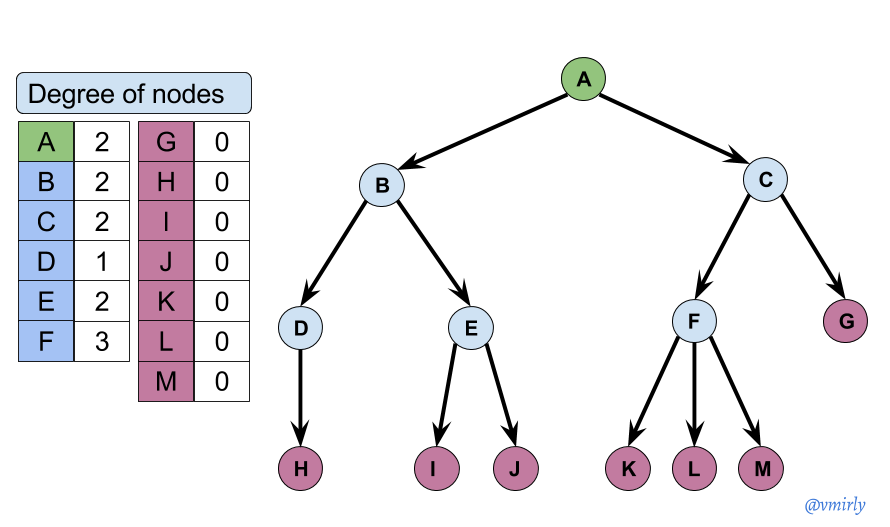 Degree of nodes
A 2 G 0
B 2 H 0
C 2 I 0
D 1 J 0
E 2 K 0
F 3 L 0
M 0
A
B C
D E F G
H I J K L M
@vmirly